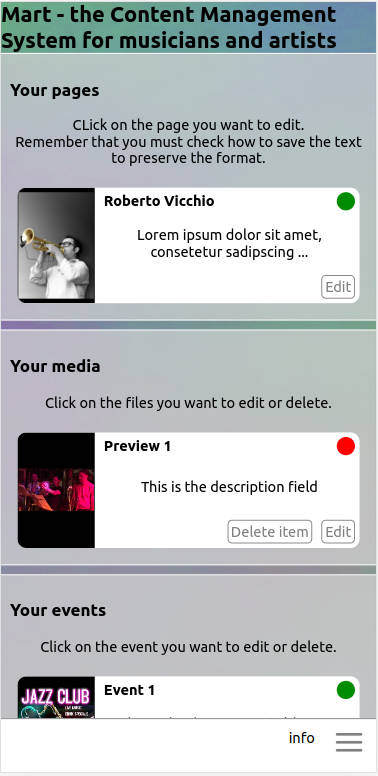 Mart - the Content Management
System for musicians and artists
Your pages
CLick on the page you want to edit.
Remember that you must check how to save the text
to preserve the format.
Roberto Vicchio
Lorem ipsum dolor sit amet,
consetetur sadipscing ...
Edit
Your media
Click on the files you want to edit or delete.
Preview 1
This is the description field
Delete item Edit
Your events
Click on the event you want to edit or delete.
JAZZ CLUB
Event 1
info